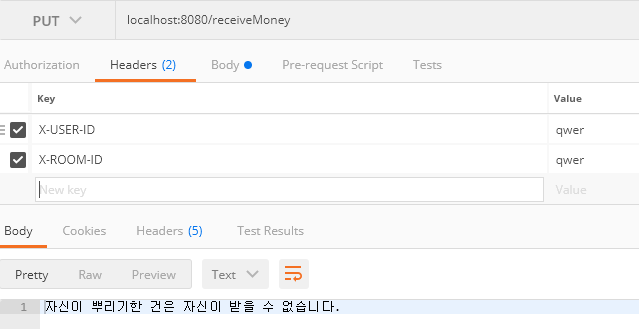 PUT localhost:8080/receiveMoney
Authorization Headers (2) Body Pre-request Script Tests
Key Value
X-USER-ID qwer
X-ROOM-ID qwer
New key Value
Body Cookies Headers (5) Test Results
Pretty Raw Preview Text
1 자신이 뿌리기한 건은 자신이 받을 수 없습니다.